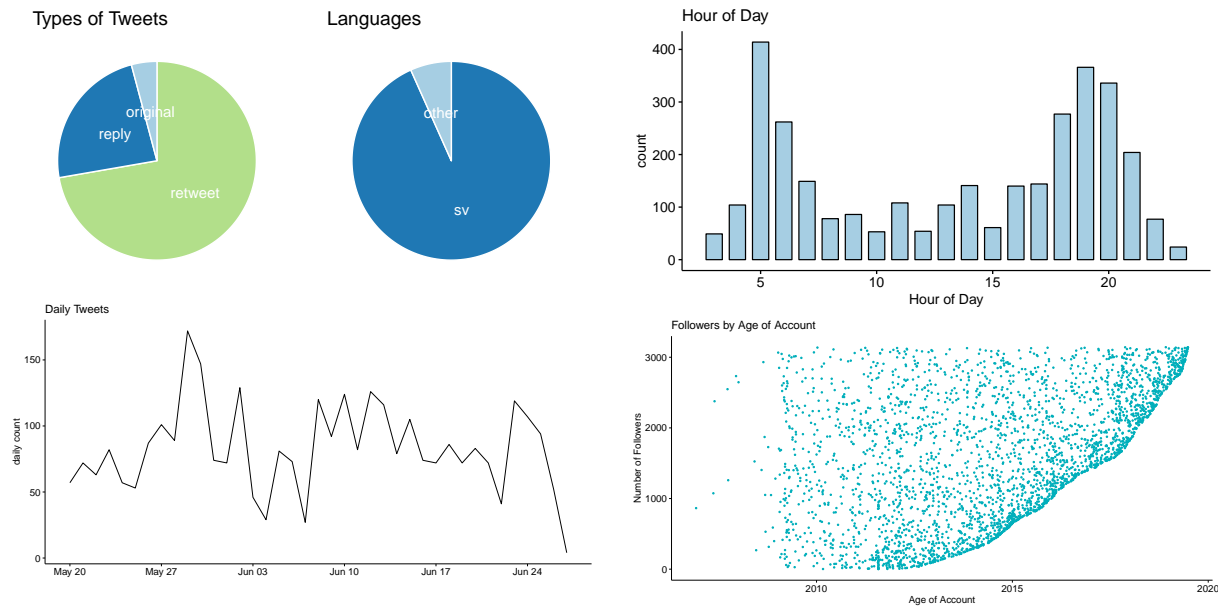 Types of Tweets
original
reply
retweet
Languages
other
sv
Hour of Day
count
400
300
200
100
0
5 10 15 20
Hour of Day
Daily Tweets
daily count
150
100
50
0
May 20 May 27 Jun 03 Jun 10 Jun 17 Jun 24
Followers by Age of Account
Number of Followers
3000
2000
1000
0
2010 2015 2020
Age of Account